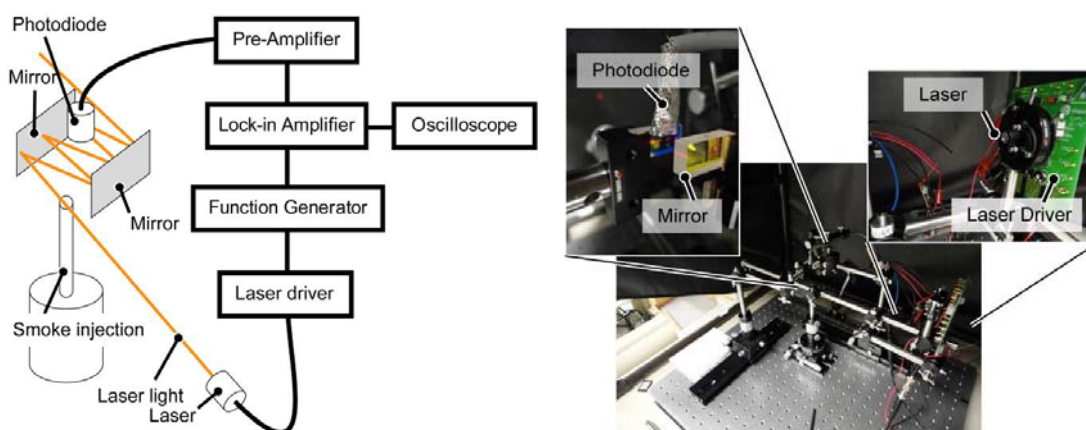 Photodiode
Mirror
Pre-Amplifier
Lock-in Amplifier
Oscilloscope
Function Generator
Mirror
Laser driver
Smoke injection
Laser light
Laser
Photodiode
Mirror
Laser
Laser Driver